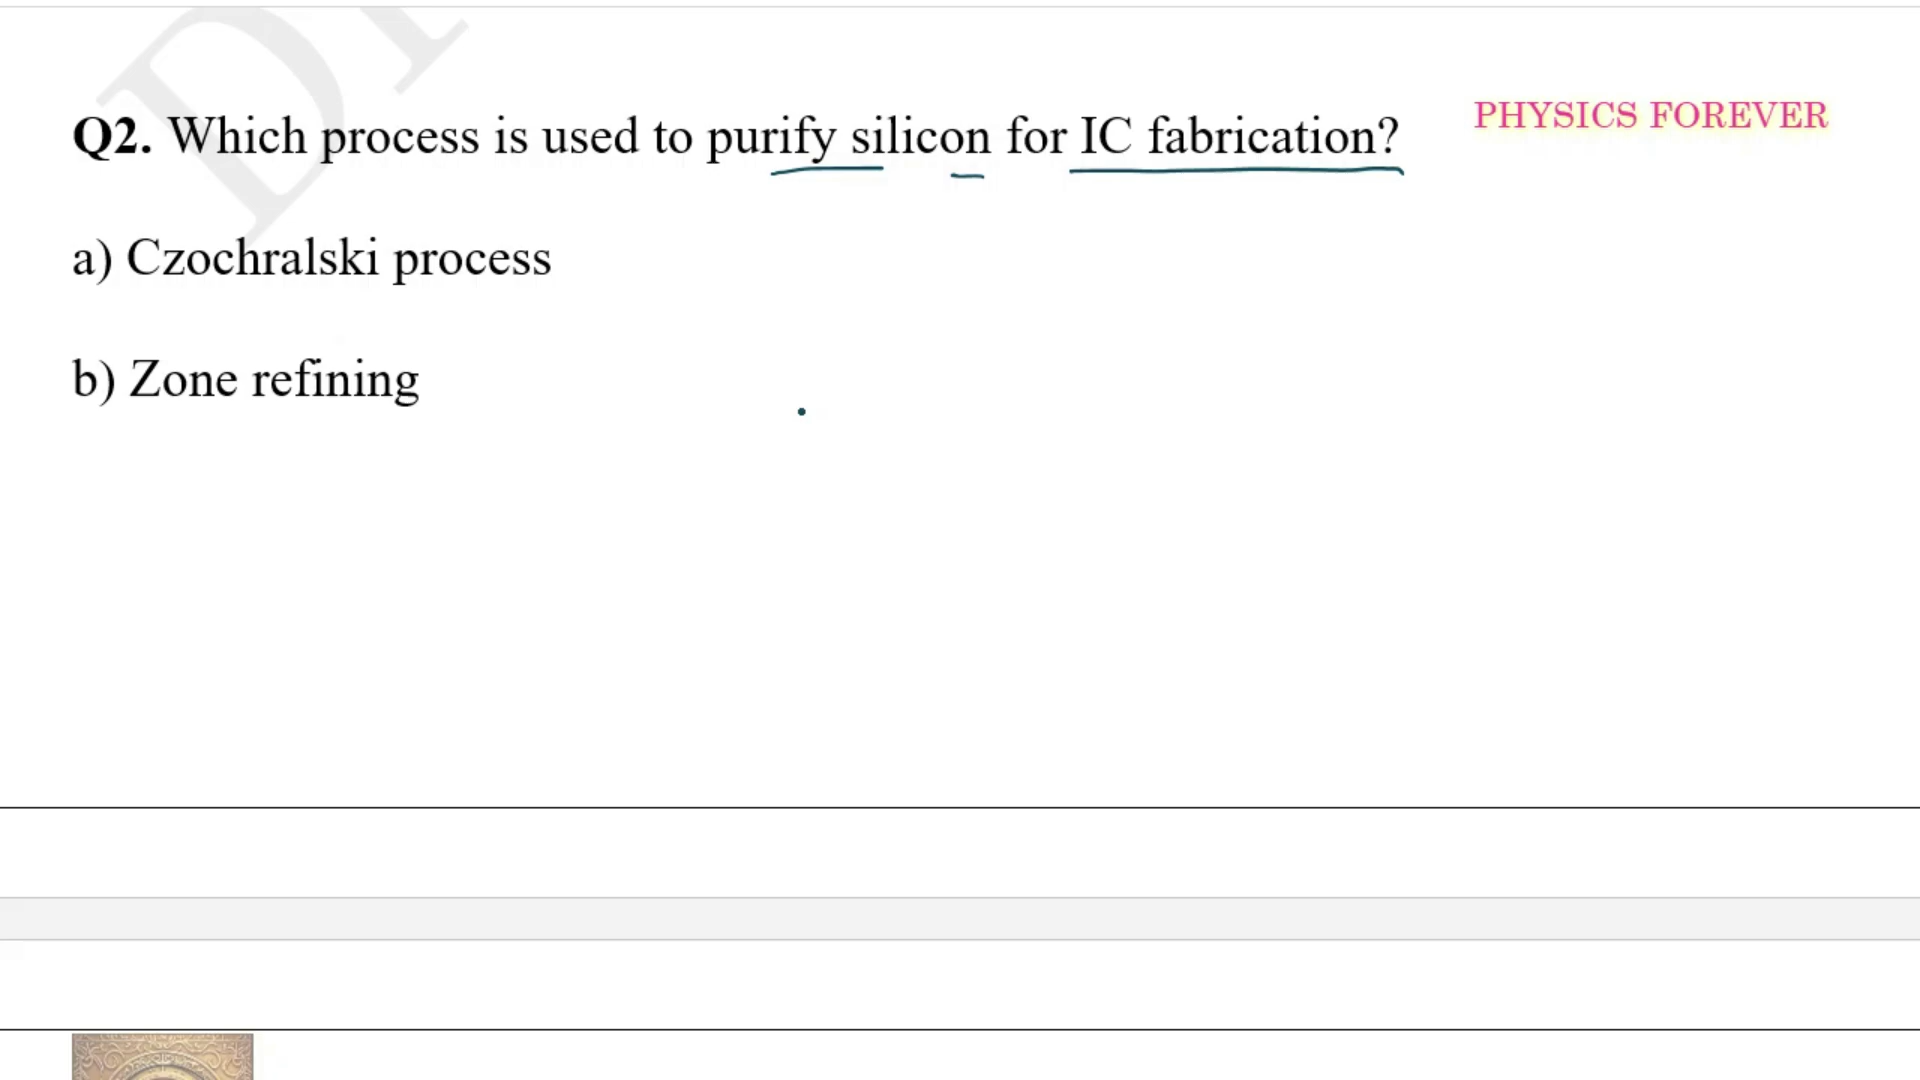 Q2. Which process is used to purify silicon for IC fabrication?
PHYSICS FOREVER
a) Czochralski process
b) Zone refining